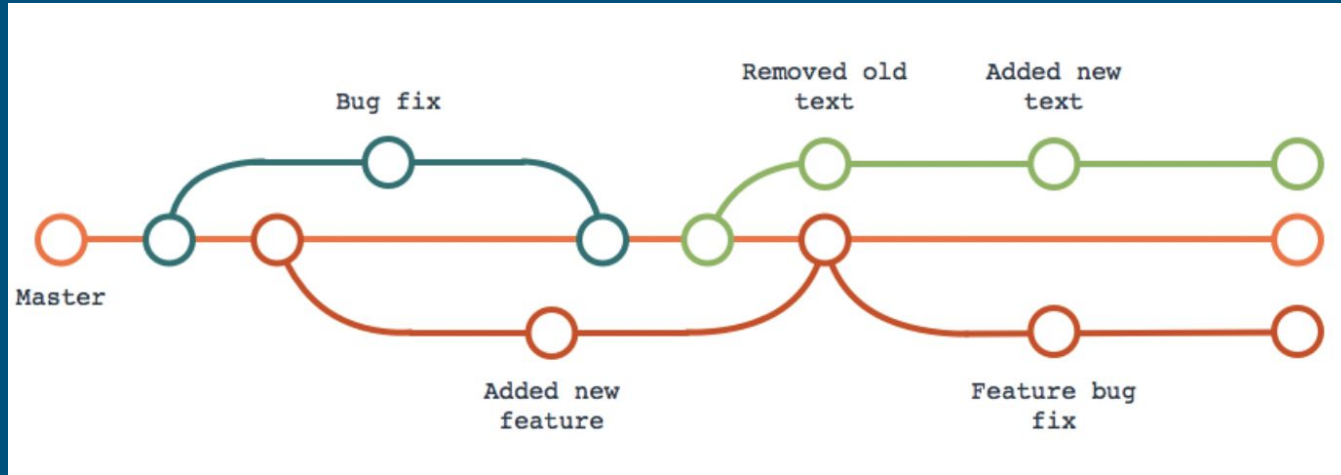 Removed old
text
Added new
text
Bug fix
Master
Added new
feature
Feature bug
fix